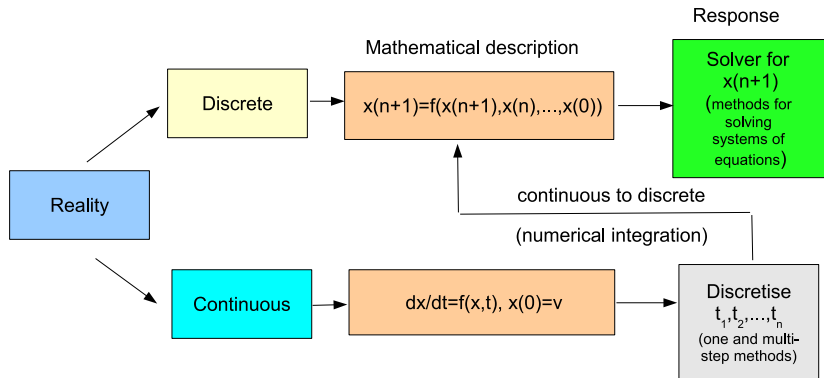 Response
Mathematical description
Solver for
x(n+1)
(methods for
solving
systems of
equations)
Discrete
x(n+1)=f(x(n+1),x(n),...,x(0))
Reality
continuous to discrete
(numerical integration)
Continuous
dx/dt=f(x,t), x(0)=v
Discretise
t₁,t₂,...,tₙ
(one and multi-
step methods)